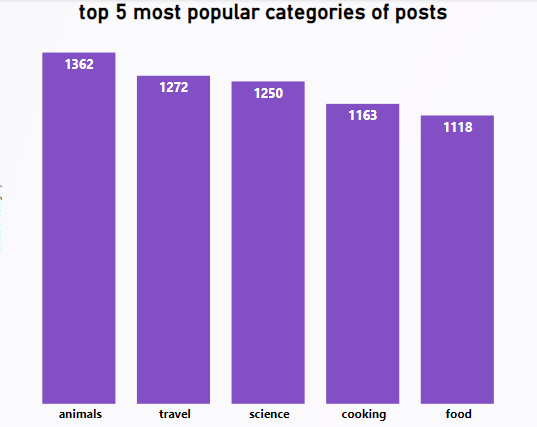 top 5 most popular categories of posts
1362
1272
1250
1163
1118
animals travel science cooking food